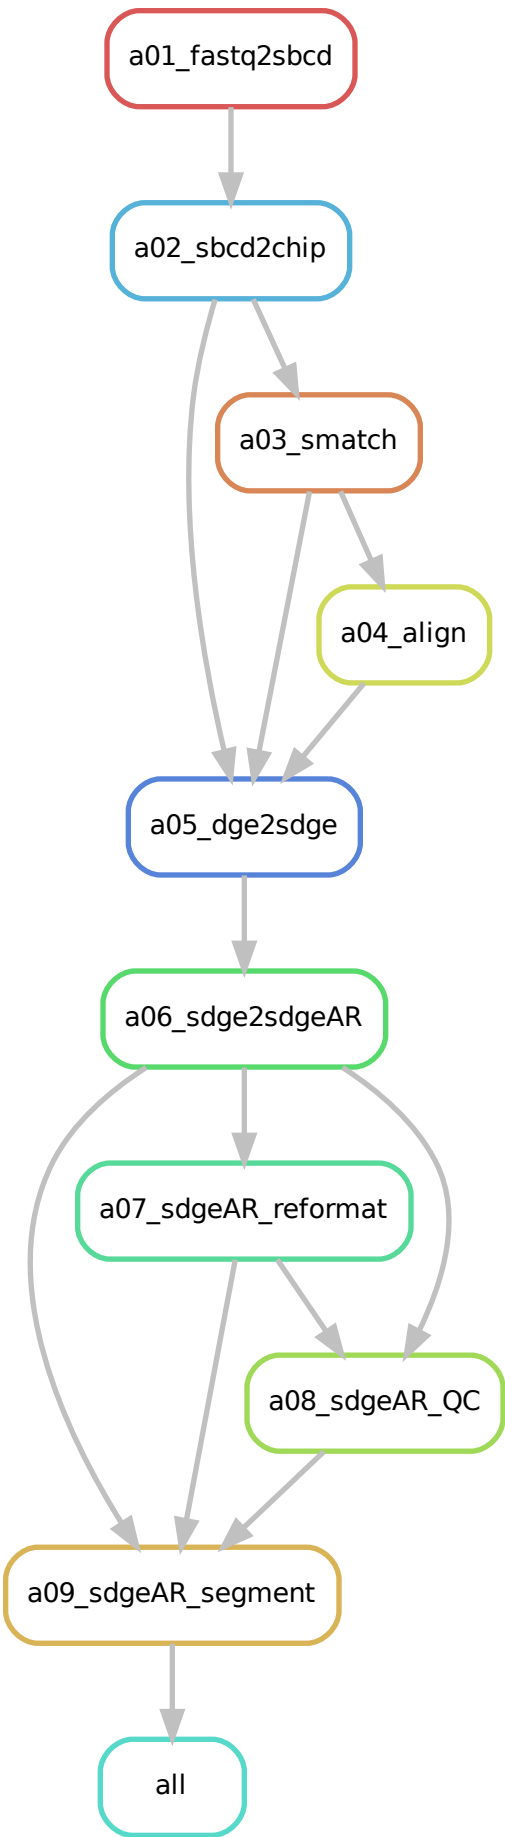 a01_fastq2sbcd
a02_sbcd2chip
a03_smatch
a04_align
a05_dge2sdge
a06_sdge2sdgeAR
a07_sdgeAR_reformat
a08_sdgeAR_QC
a09_sdgeAR_segment
all